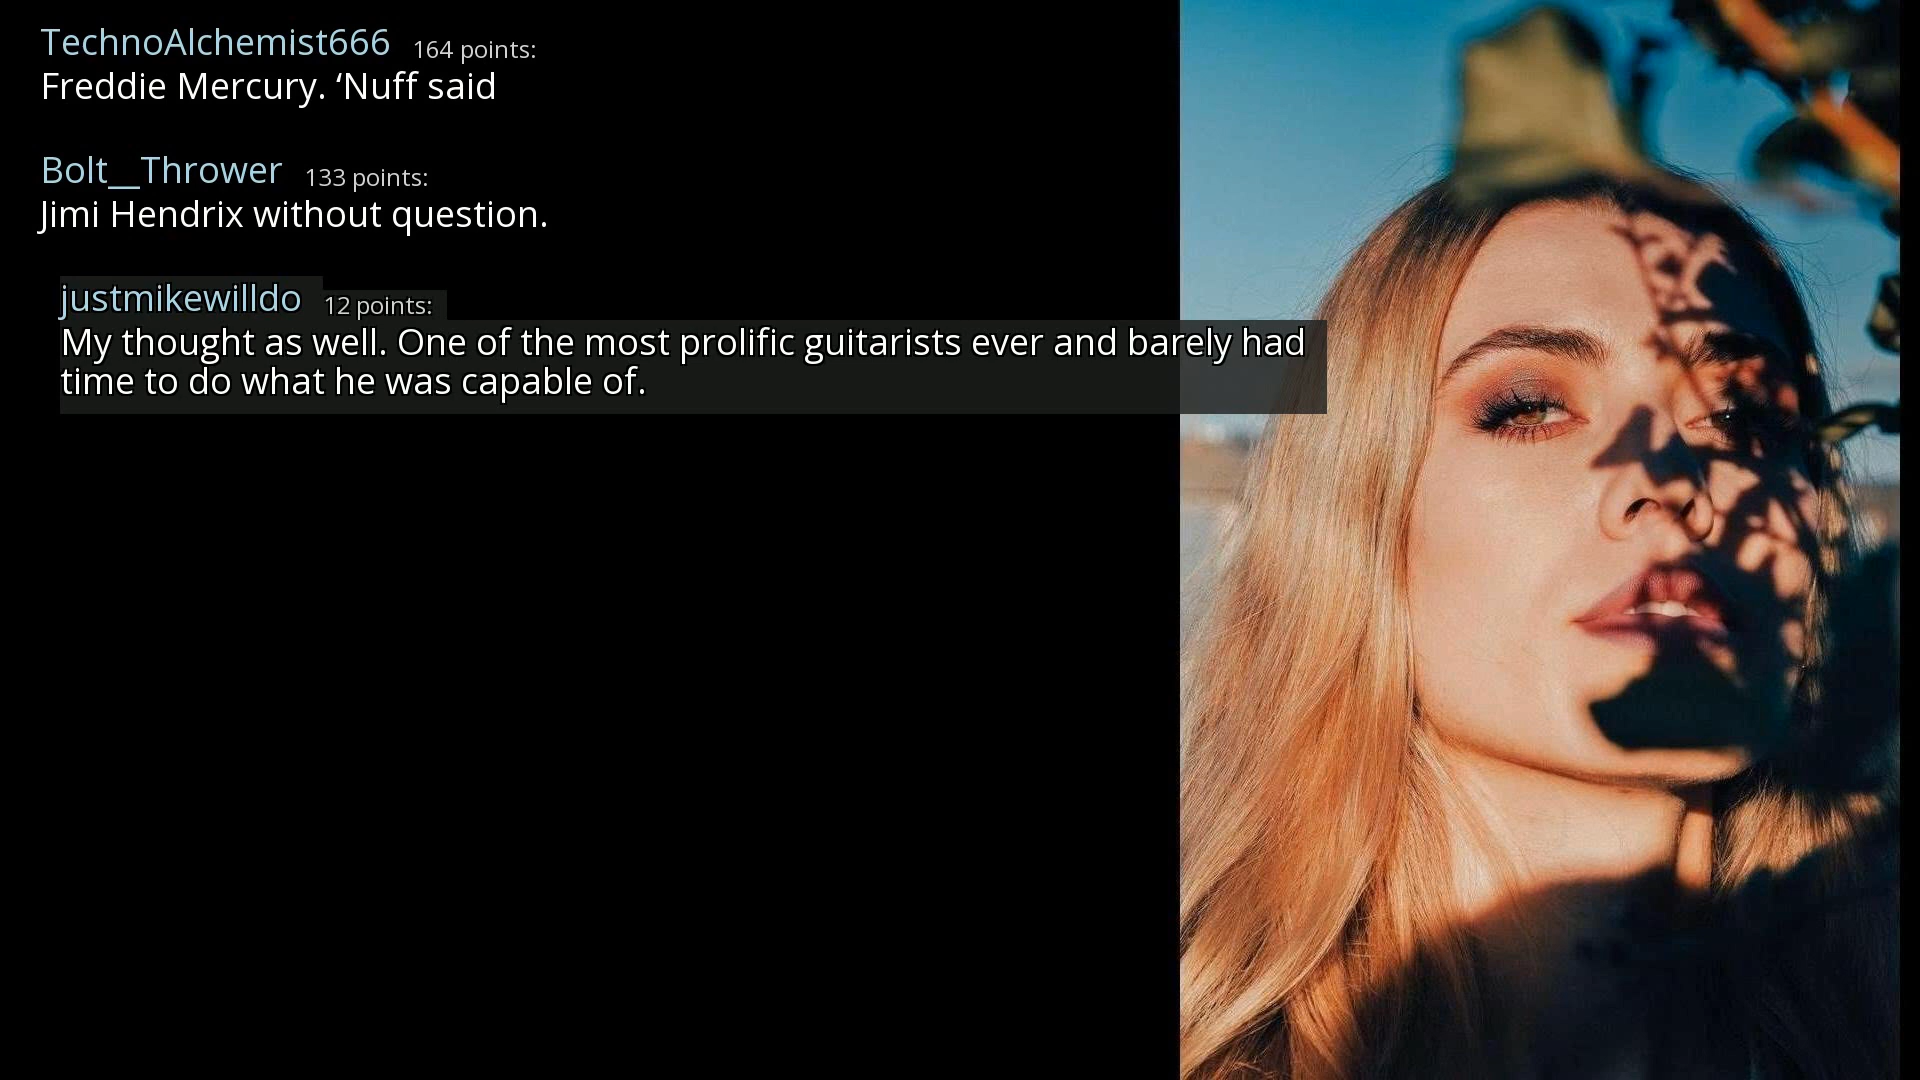 TechnoAlchemist666 164 points:
Freddie Mercury. ‘Nuff said
Bolt__Thrower 133 points:
Jimi Hendrix without question.
justmikewilldo 12 points:
My thought as well. One of the most prolific guitarists ever and barely had
time to do what he was capable of.